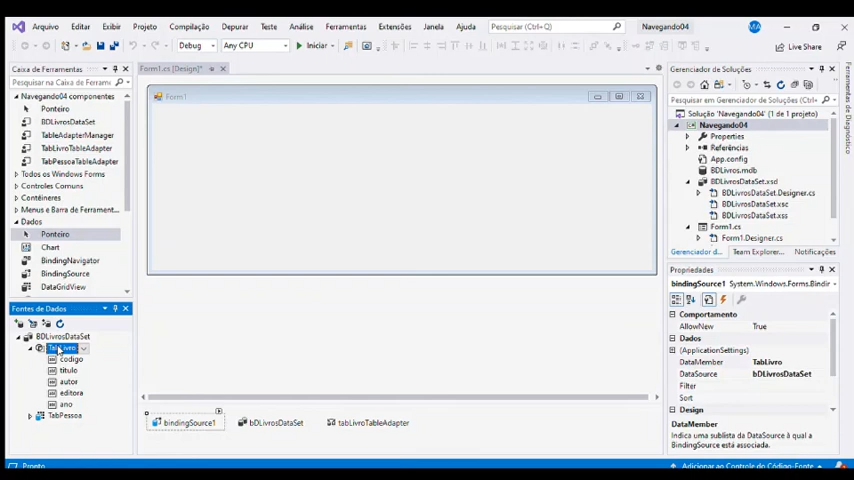 Arquivo Editar Exibir Projeto Compilação Depurar Teste Análise Ferramentas Extensões Janela Ajuda Pesquisar (Ctrl+Q) Navegando04 MA
Debug Any CPU Iniciar Live Share
Caixa de Ferramentas
Pesquisar na Caixa de Ferram
Navegando04 componentes
Ponteiro
BDLivrosDataSet
TableAdapterManager
TabLivroTableAdapter
TabPessoaTableAdapter
Todos os Windows Forms
Controles Comuns
Contêineres
Menus e Barra de Ferrament...
Dados
Ponteiro
Chart
BindingNavigator
BindingSource
DataGridView
Fontes de Dados
BDLivrosDataSet
TabLivro
codigo
titulo
autor
editora
ano
TabPessoa
Form1.cs [Design]*
Form1
bindingSource1 bDLivrosDataSet tabLivroTableAdapter
Gerenciador de Soluções
Pesquisar em Gerenciador de Soluções (Ctrl+
Solução 'Navegando04' (1 de 1 projeto)
Navegando04
Properties
Referências
App.config
BDLivros.mdb
BDLivrosDataSet.xsd
BDLivrosDataSet.Designer.cs
BDLivrosDataSet.xsc
BDLivrosDataSet.xss
Form1.cs
Form1.Designer.cs
Gerenciador d... Team Explorer... Notificações
Propriedades
bindingSource1 System.Windows.Forms.Bindir
Comportamento
AllowNew True
Dados
(ApplicationSettings)
DataMember TabLivro
DataSource bDLivrosDataSet
Filter
Sort
Design
DataMember
Indica uma sublista da DataSource à qual a
BindingSource está associada.
Ferramentas de Diagnóstico
Pronto Adicionar ao Controle do Código-Fonte